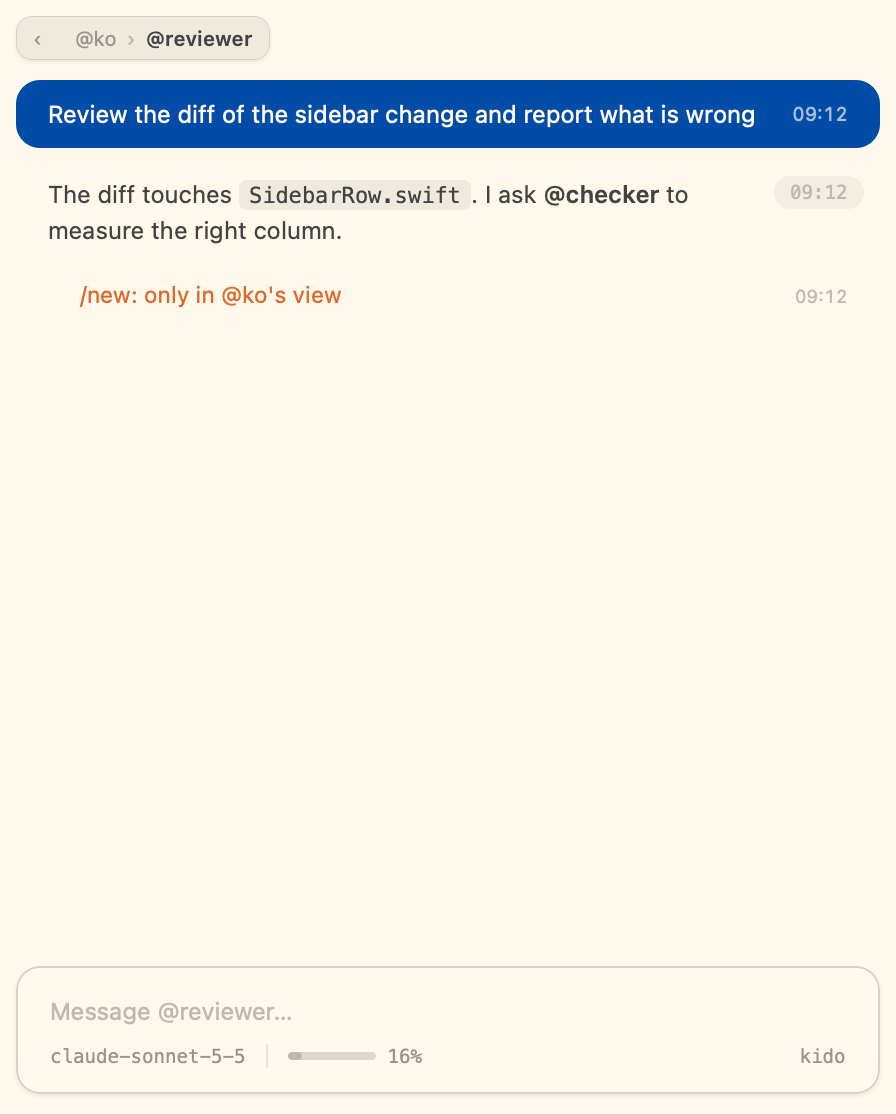 ‹ @ko › @reviewer
Review the diff of the sidebar change and report what is wrong 09:12
The diff touches SidebarRow.swift. I ask @checker to 09:12
measure the right column.
/new: only in @ko's view 09:12
Message @reviewer…
claude-sonnet-5-5 16% kido